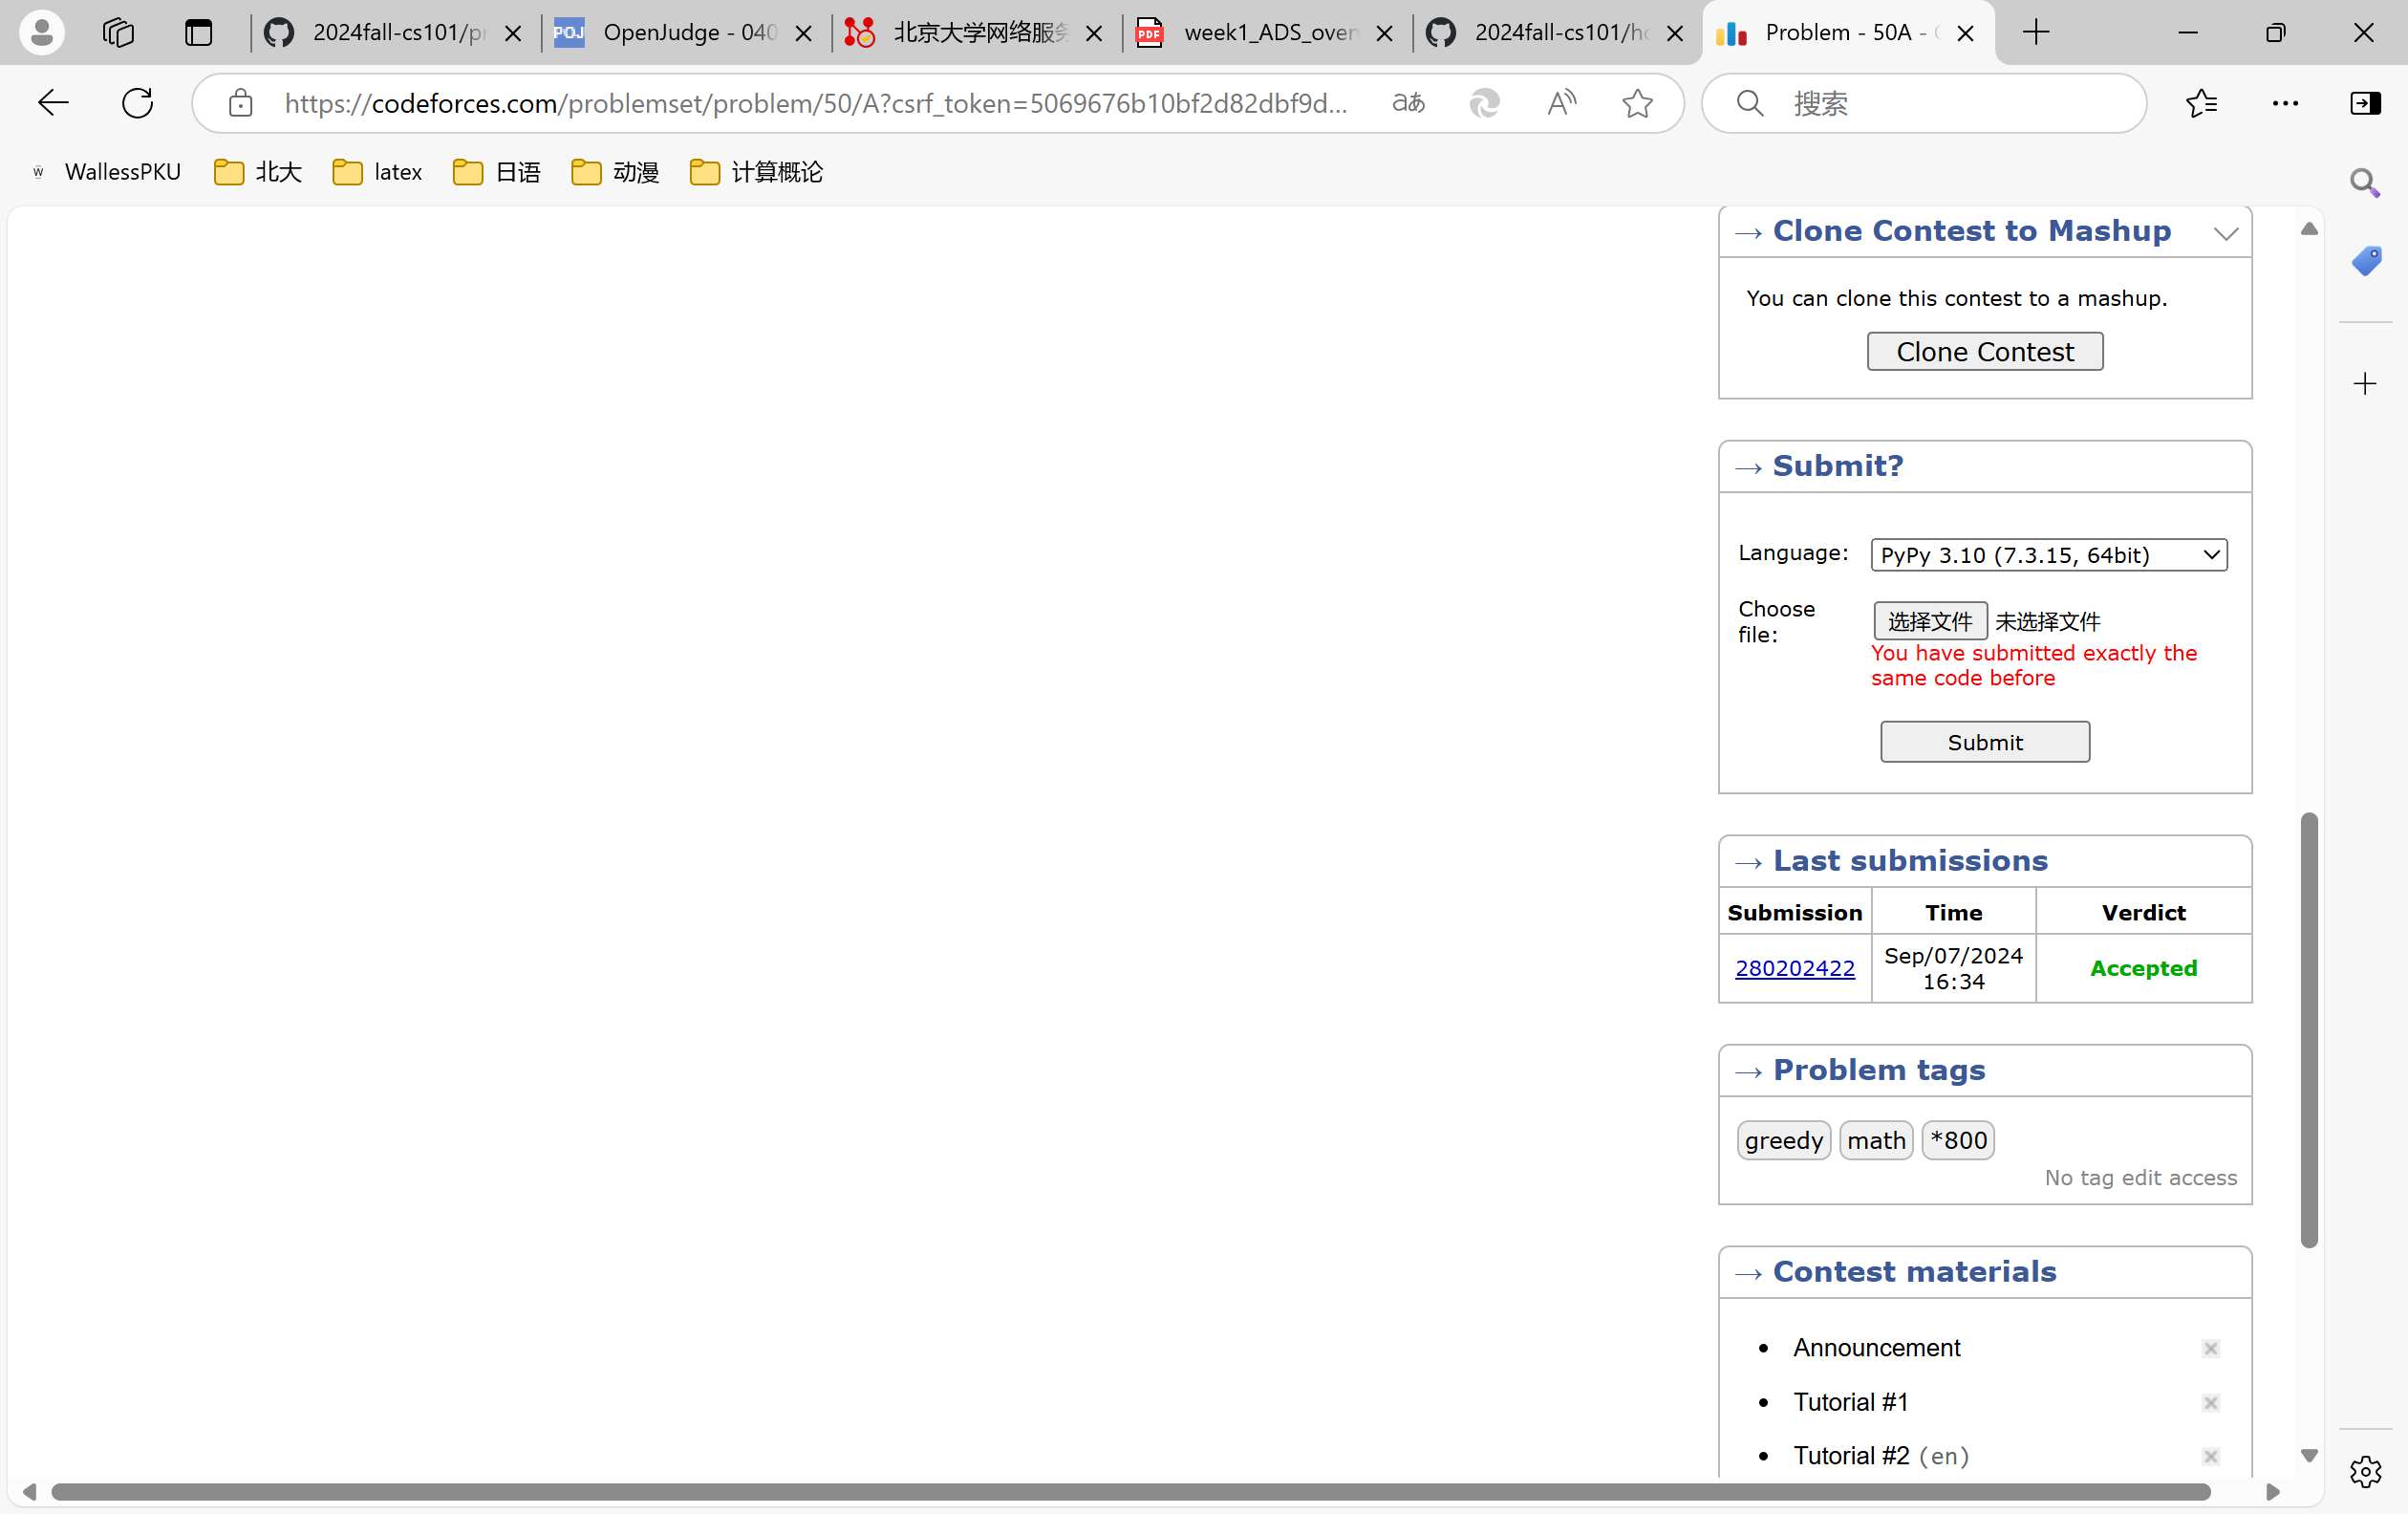 2024fall-cs101/pr
OpenJudge - 040
北京大学网络服务
week1_ADS_over
2024fall-cs101/ho
Problem - 50A - C
https://codeforces.com/problemset/problem/50/A?csrf_token=5069676b10bf2d82dbf9d...
搜索
WallessPKU
北大
latex
日语
动漫
计算概论
→ Clone Contest to Mashup
You can clone this contest to a mashup.
Clone Contest
→ Submit?
Language:
PyPy 3.10 (7.3.15, 64bit)
Choose
file:
选择文件 未选择文件
You have submitted exactly the
same code before
Submit
→ Last submissions
Submission Time Verdict
280202422
Sep/07/2024
16:34
Accepted
→ Problem tags
greedy math *800
No tag edit access
→ Contest materials
• Announcement
• Tutorial #1
• Tutorial #2 (en)